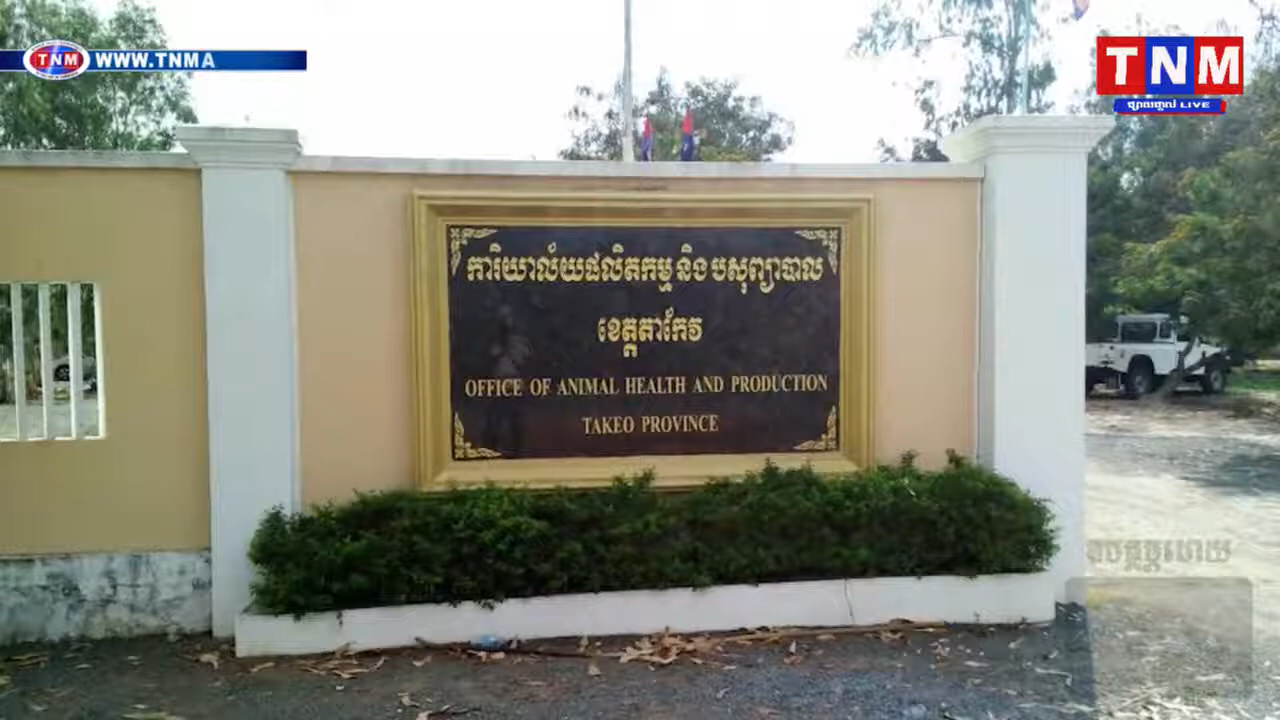 TNM WWW.TNMA
TNM
ផ្សាយផ្ទាល់ LIVE
ការិយាល័យផលិតកម្ម និង បសុព្យាបាល
ខេត្តតាកែវ
OFFICE OF ANIMAL HEALTH AND PRODUCTION
TAKEO PROVINCE